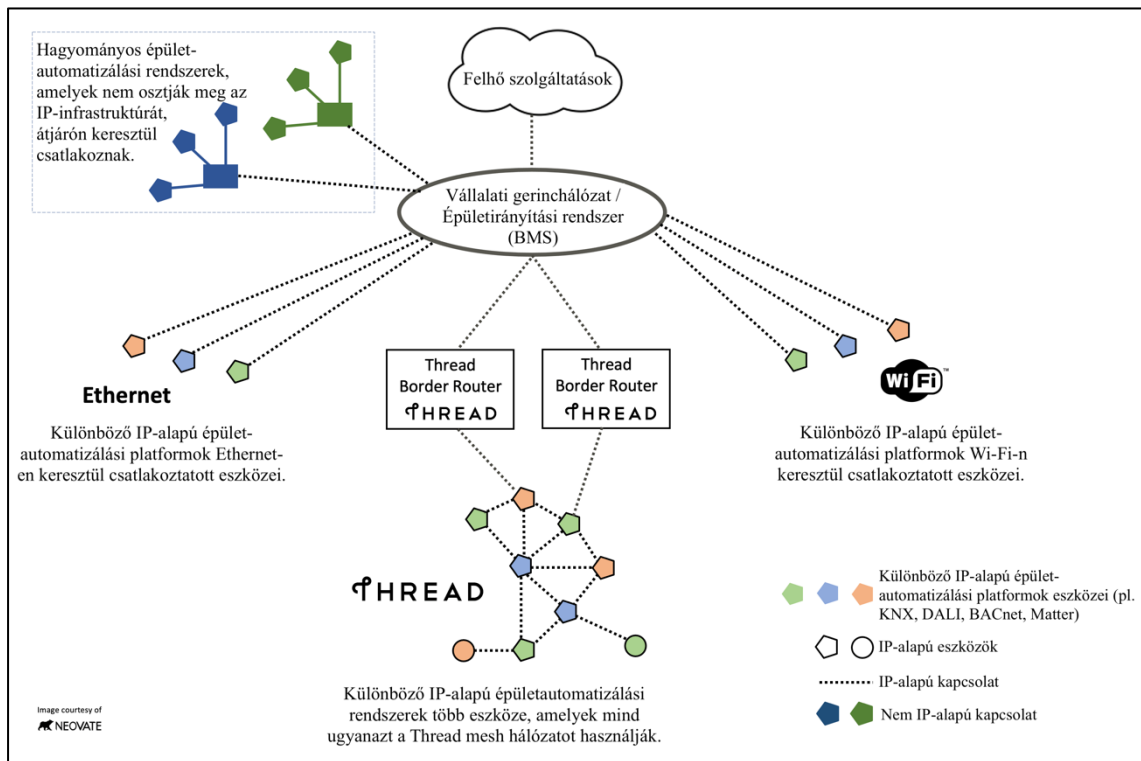 Hagyományos épület-
automatizálási rendszerek,
amelyek nem osztják meg az
IP-infrastruktúrát,
átjárón keresztül
csatlakoznak.
Felhő szolgáltatások
Vállalati gerinchálózat /
Épületirányítási rendszer
(BMS)
Ethernet
Különböző IP-alapú épület-
automatizálási platformok Ethernet-
en keresztül csatlakoztatott eszközei.
Thread
Border Router
THREAD
Thread
Border Router
THREAD
Wi Fi™
Különböző IP-alapú épület-
automatizálási platformok Wi-Fi-n
keresztül csatlakoztatott eszközei.
THREAD
Különböző IP-alapú épületautomatizálási
rendszerek több eszköze, amelyek mind
ugyanazt a Thread mesh hálózatot használják.
Különböző IP-alapú épület-
automatizálási platformok eszközei (pl.
KNX, DALI, BACnet, Matter)
IP-alapú eszközök
IP-alapú kapcsolat
Nem IP-alapú kapcsolat
Image courtesy of
NEOVATE